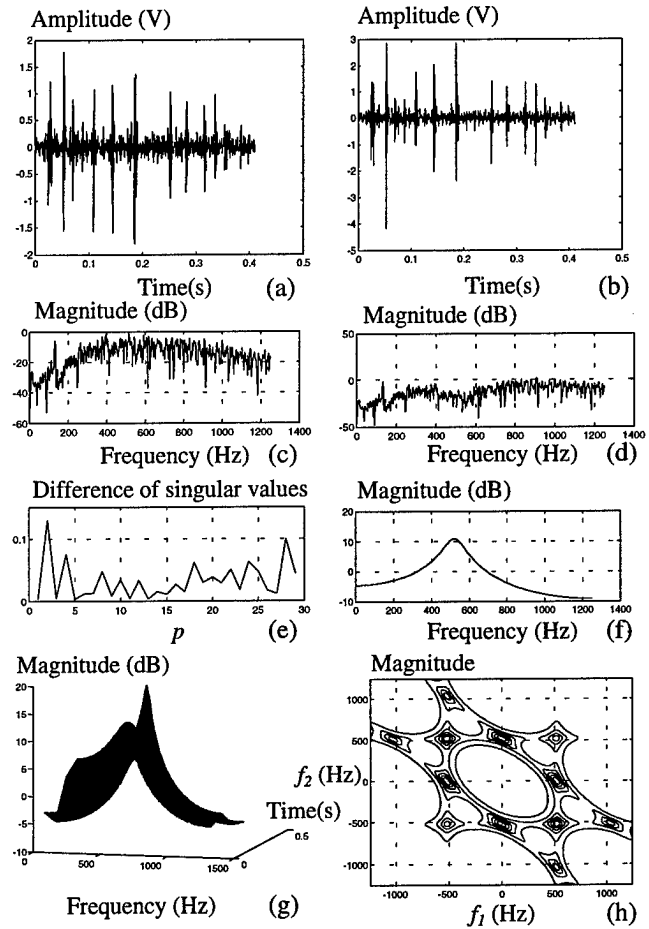 Amplitude (V)
2
1.5
1
0.5
0
-0.5
-1
-1.5
-2
0 0.1 0.2 0.3 0.4 0.5
Time(s) (a)
Amplitude (V)
3
2
1
0
-1
-2
-3
-4
-5
0 0.1 0.2 0.3 0.4 0.5
Time(s) (b)
Magnitude (dB)
0
-20
-40
-60
0 200 400 600 800 1000 1200 1400
Frequency (Hz) (c)
Magnitude (dB)
50
0
-50
0 200 400 600 800 1000 1200 1400
Frequency (Hz) (d)
Difference of singular values
0.1
0
0 5 10 15 20 25 30
p (e)
Magnitude (dB)
20
10
0
-10
0 200 400 600 800 1000 1200 1400
Frequency (Hz) (f)
Magnitude (dB)
20
15
10
5
0
-5
-10
0 500 1000 1500 0
0.5
Time(s)
Frequency (Hz) (g)
Magnitude
1000
500
0
-500
-1000
f2 (Hz)
-1000 -500 0 500 1000
f1 (Hz) (h)